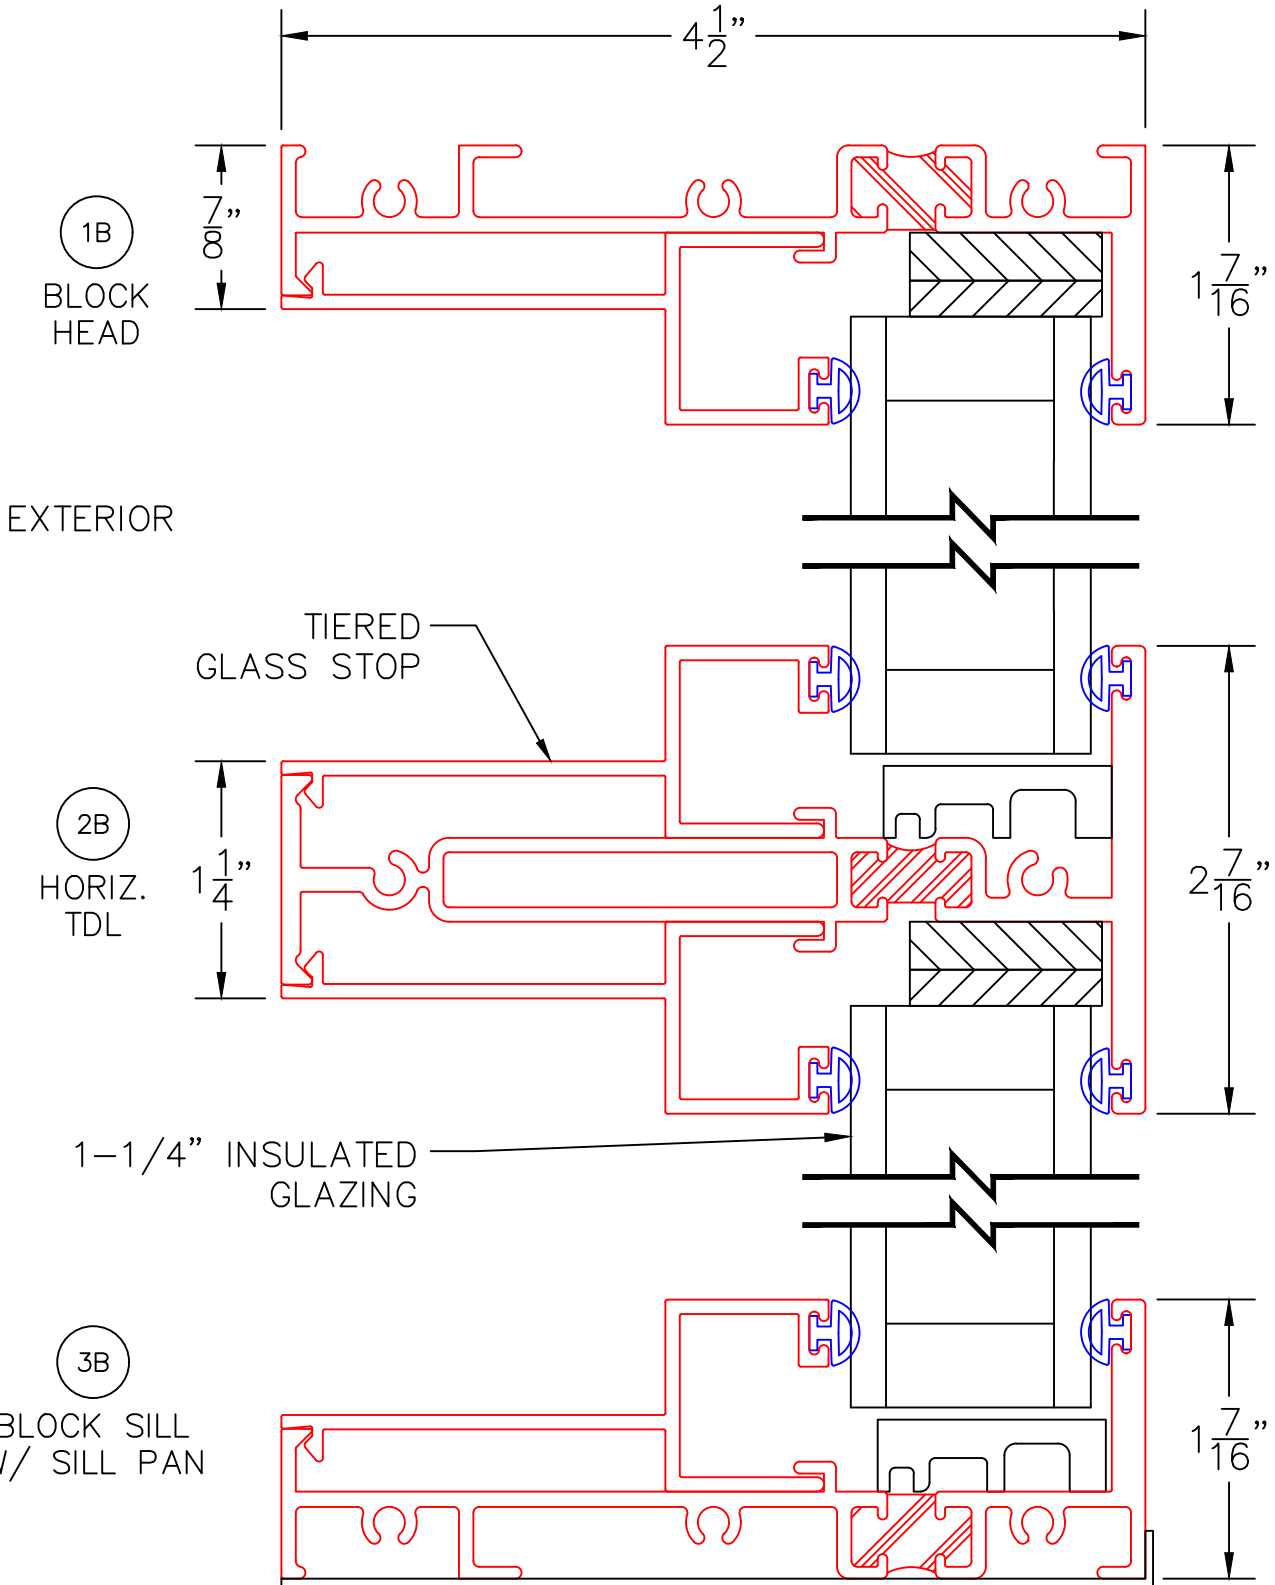 4 1/2"
7/8"
1B
BLOCK
HEAD
1 7/16"
EXTERIOR
TIERED
GLASS STOP
2B
HORIZ.
TDL
1 1/4"
2 7/16"
1-1/4" INSULATED
GLAZING
3B
BLOCK SILL
W/ SILL PAN
1 7/16"